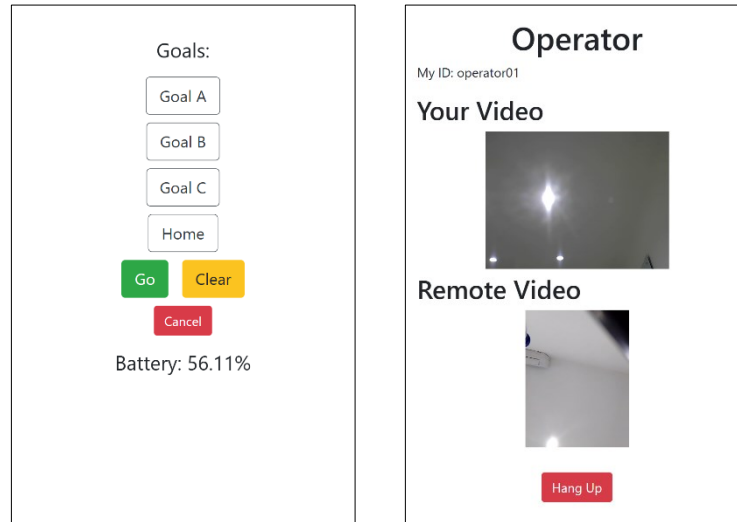 Goals:
Goal A
Goal B
Goal C
Home
Go Clear
Cancel
Battery: 56.11%
Operator
My ID: operator01
Your Video
Remote Video
Hang Up